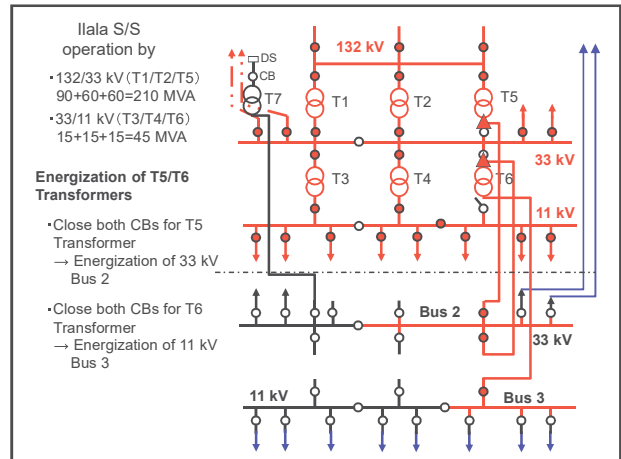 Ilala S/S
operation by
・132/33 kV(T1/T2/T5)
90+60+60=210 MVA
・33/11 kV(T3/T4/T6)
15+15+15=45 MVA
Energization of T5/T6
Transformers
・Close both CBs for T5
Transformer
→ Energization of 33 kV
Bus 2
・Close both CBs for T6
Transformer
→ Energization of 11 kV
Bus 3
132 kV
DS
CB
T7
T1
T2
T5
33 kV
T3
T4
T6
11 kV
Bus 2
33 kV
11 kV
Bus 3